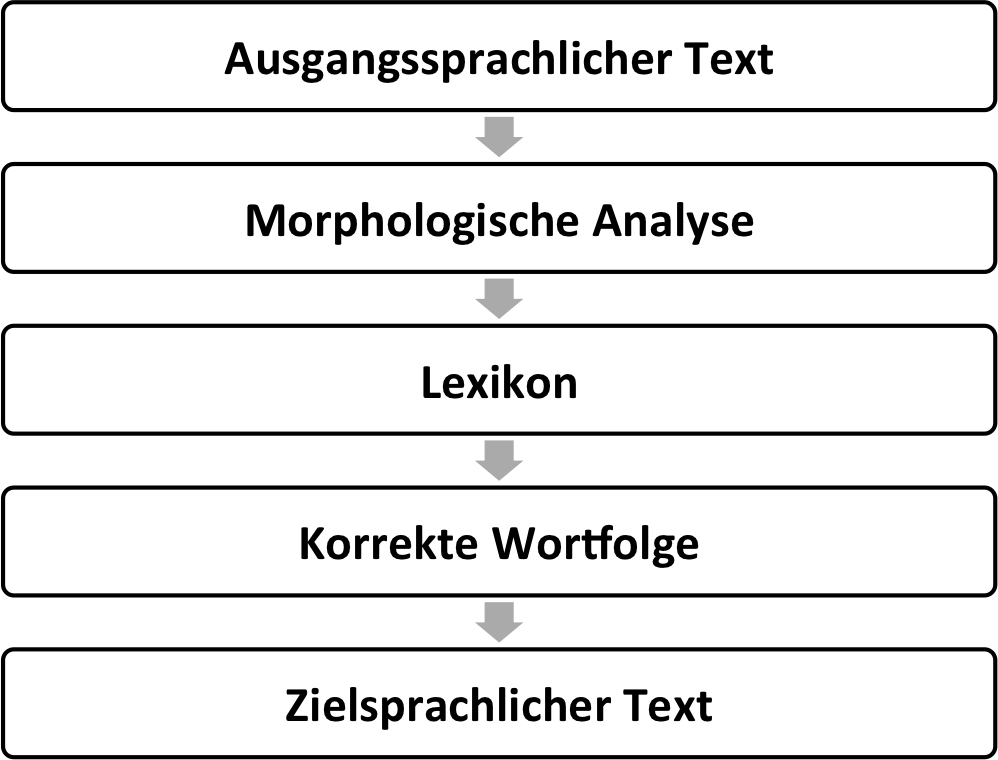 Ausgangssprachlicher Text
Morphologische Analyse
Lexikon
Korrekte Wortfolge
Zielsprachlicher Text